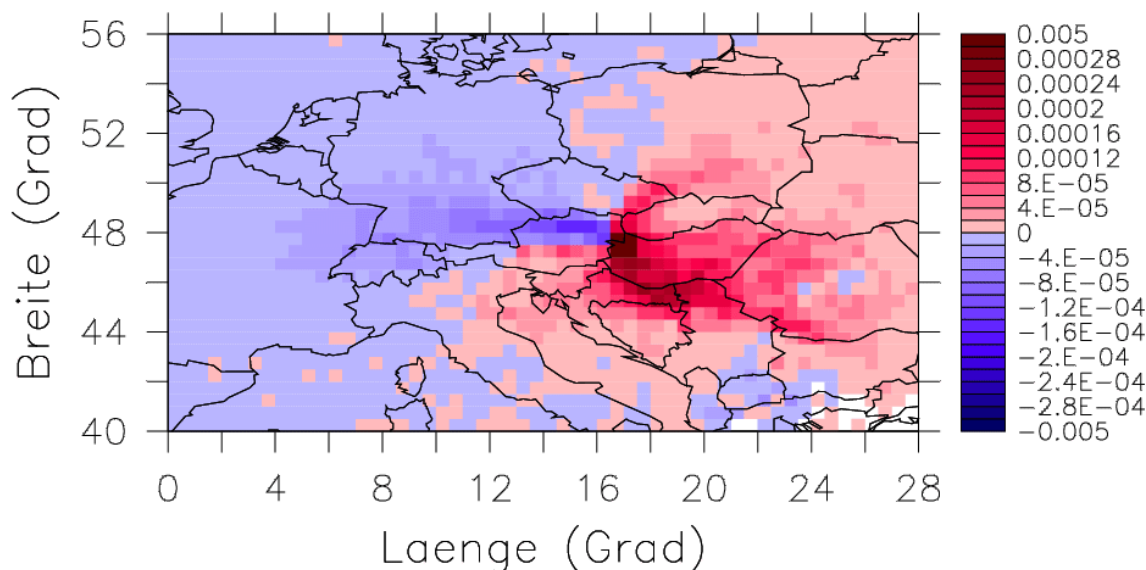 56
52
48
44
40
Breite (Grad)
0 4 8 12 16 20 24 28
Laenge (Grad)
0.005
0.00028
0.00024
0.0002
0.00016
0.00012
8.E-05
4.E-05
0
-4.E-05
-8.E-05
-1.2E-04
-1.6E-04
-2.E-04
-2.4E-04
-2.8E-04
-0.005